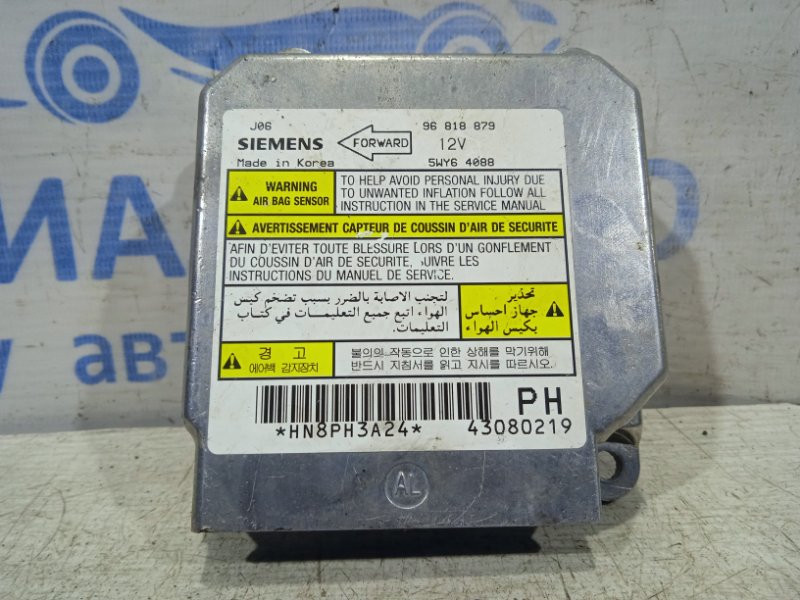 J06
96 818 879
SIEMENS
FORWARD
12V
Made in Korea
5WY6 4088
WARNING
AIR BAG SENSOR
TO HELP AVOID PERSONAL INJURY DUE
TO UNWANTED INFLATION FOLLOW ALL
INSTRUCTION IN THE SERVICE MANUAL
AVERTISSEMENT CAPTEUR DE COUSSIN D'AIR DE SECURITE
AFIN D'EVITER TOUTE BLESSURE LORS D'UN GONFLEMENT
DU COUSSIN D'AIR DE SECURITE, SUIVRE LES
INSTRUCTIONS DU MANUEL DE SERVICE.
لتجنب الاصابة بالضرر بسبب تضخم كيس
الهواء اتبع جميع التعليمات في كتاب
التعليمات.
تحذير
جهاز احساس
بكيس الهواء
경 고
에어백 감지장치
불의의 작동으로 인한 상해를 막기위해
반드시 지침서를 읽고 지시를 따르시오.
PH
*HN8PH3A24*
43080219
AL